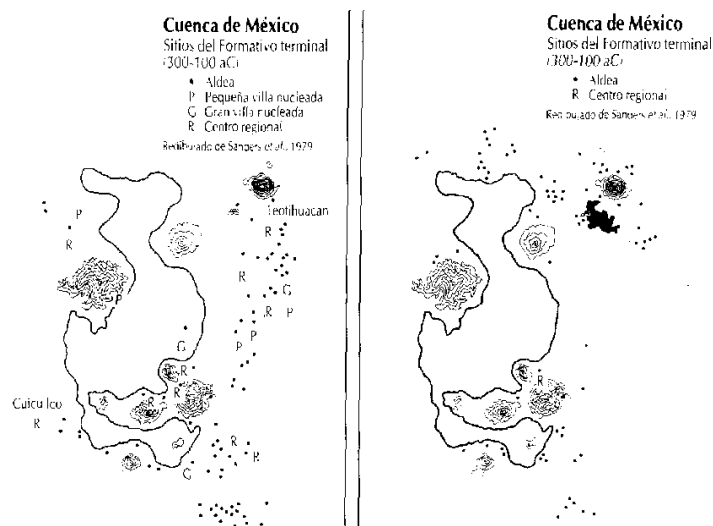 Cuenca de México
Sitios del Formativo terminal
(300-100 aC)
• Aldea
P Pequeña villa nucleada
G Gran villa nucleada
R Centro regional
Redibujado de Sanders et al., 1979
Teotihuacan
P
R
R
R
G
P
R
P
G
P
P
R
R
R
Cuicuilco
R
R
R
G
Cuenca de México
Sitios del Formativo terminal
(300-100 aC)
• Aldea
R Centro regional
Redibujado de Sanders et al., 1979
R